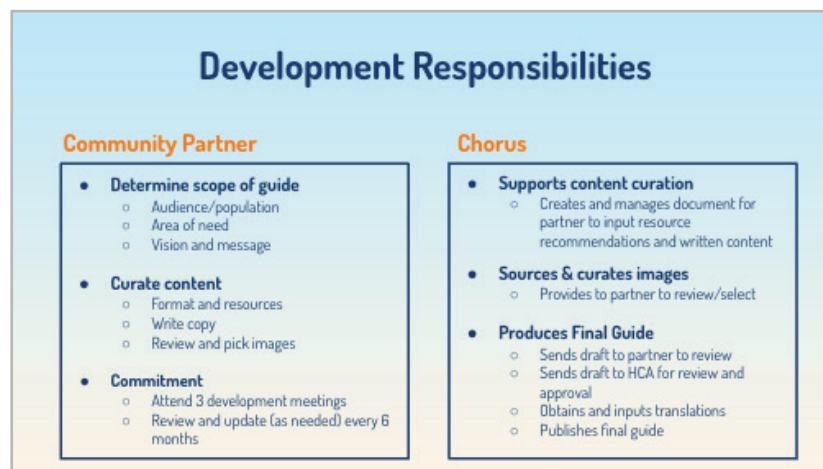 Development Responsibilities
Community Partner
● Determine scope of guide
○ Audience/population
○ Area of need
○ Vision and message
● Curate content
○ Format and resources
○ Write copy
○ Review and pick images
● Commitment
○ Attend 3 development meetings
○ Review and update (as needed) every 6
months
Chorus
● Supports content curation
○ Creates and manages document for
partner to input resource
recommendations and written content
● Sources & curates images
○ Provides to partner to review/select
● Produces Final Guide
○ Sends draft to partner to review
○ Sends draft to HCA for review and
approval
○ Obtains and inputs translations
○ Publishes final guide